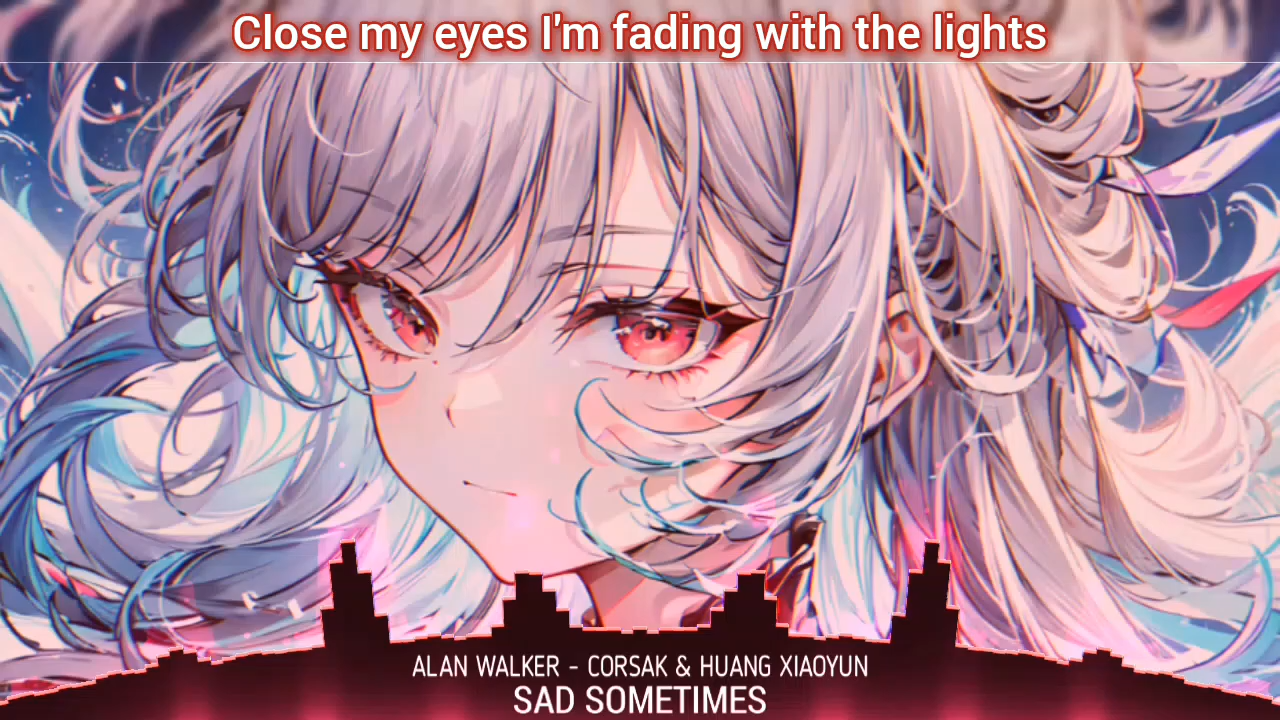 Close my eyes I'm fading with the lights
ALAN WALKER - CORSAK & HUANG XIAOYUN
SAD SOMETIMES